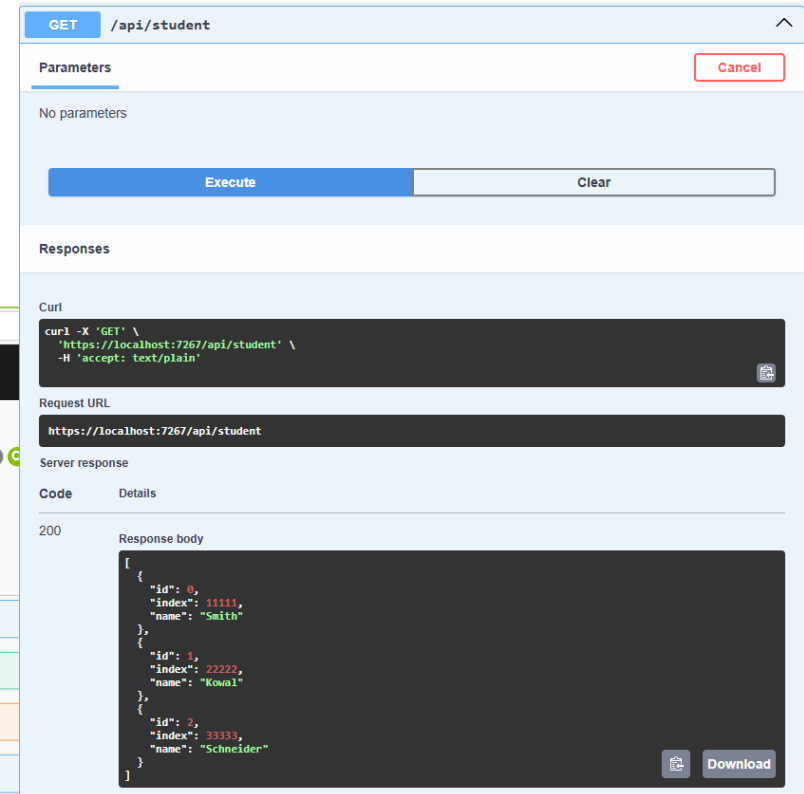 GET /api/student
Parameters
Cancel
No parameters
Execute
Clear
Responses
Curl
curl -X 'GET' \
  'https://localhost:7267/api/student' \
  -H 'accept: text/plain'
Request URL
https://localhost:7267/api/student
Server response
Code Details
200
Response body
[
  {
    "id": 0,
    "index": 11111,
    "name": "Smith"
  },
  {
    "id": 1,
    "index": 22222,
    "name": "Kowal"
  },
  {
    "id": 2,
    "index": 33333,
    "name": "Schneider"
  }
]
Download